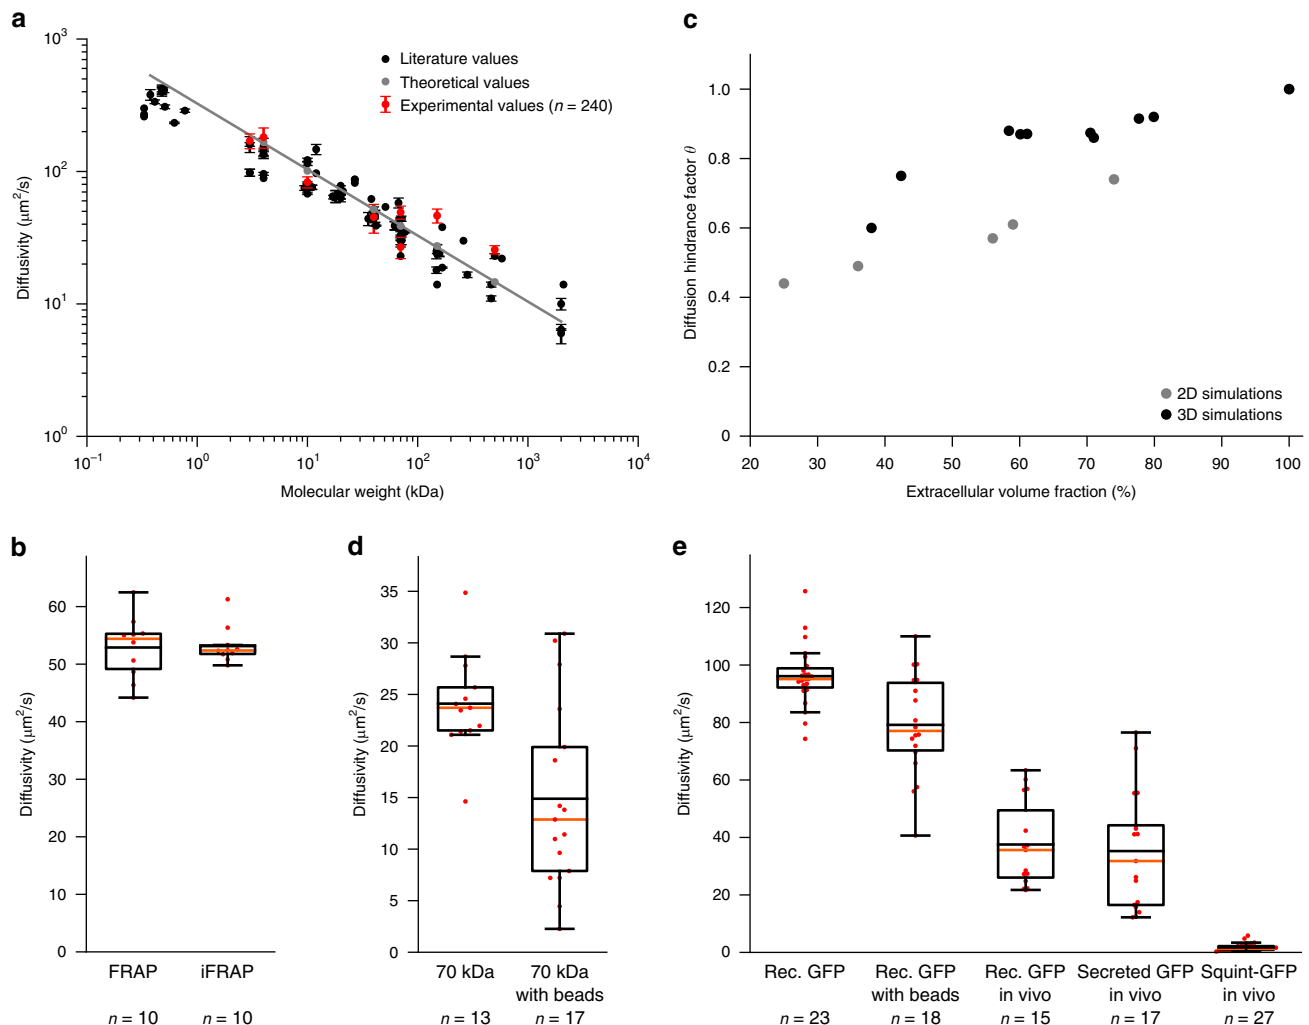 a
10³
10²
10¹
10⁰
Diffusivity (μm²/s)
Literature values
Theoretical values
Experimental values (n = 240)
10⁻¹ 10⁰ 10¹ 10² 10³ 10⁴
Molecular weight (kDa)
c
1.0
0.8
0.6
0.4
0.2
0
Diffusion hindrance factor θ
2D simulations
3D simulations
20 30 40 50 60 70 80 90 100
Extracellular volume fraction (%)
b
60
50
40
30
20
10
0
Diffusivity (μm²/s)
FRAP iFRAP
n = 10 n = 10
d
35
30
25
20
15
10
5
0
Diffusivity (μm²/s)
70 kDa 70 kDa
with beads
n = 13 n = 17
e
120
100
80
60
40
20
0
Diffusivity (μm²/s)
Rec. GFP Rec. GFP Rec. GFP Secreted GFP Squint-GFP
with beads in vivo in vivo in vivo
n = 23 n = 18 n = 15 n = 17 n = 27